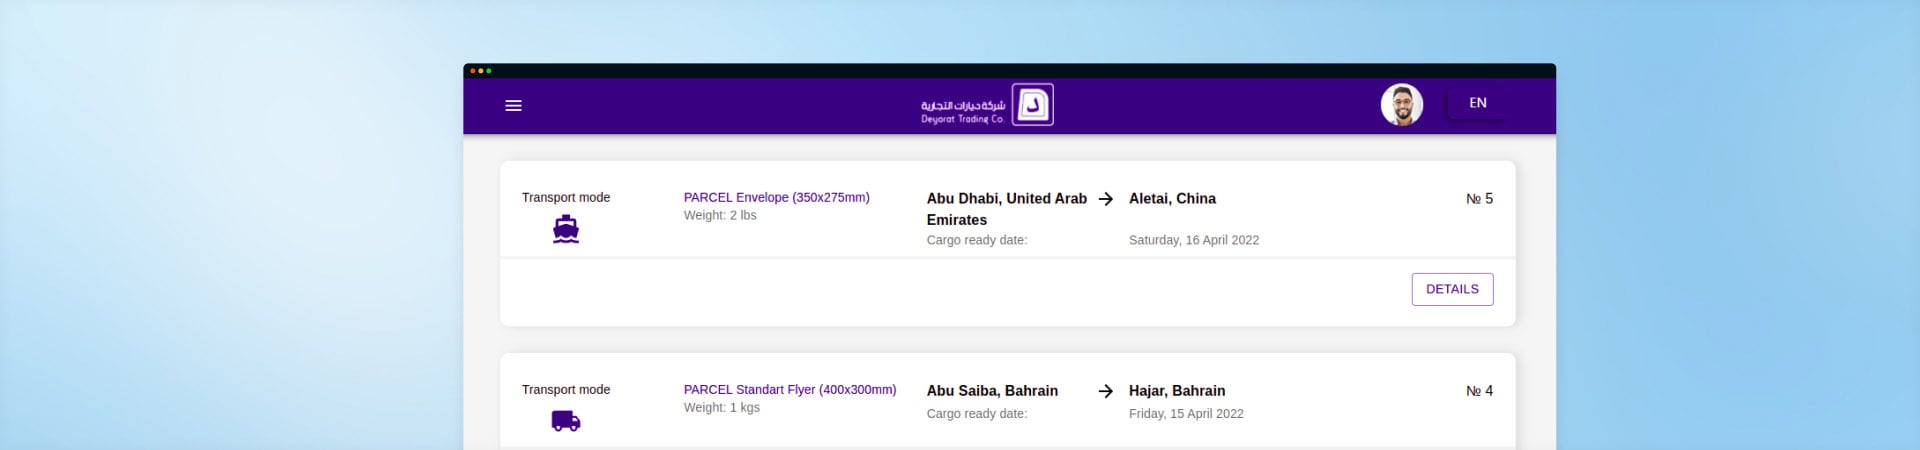 شركة ديارات التجارية
Deyarat Trading Co.
EN
Transport mode
PARCEL Envelope (350x275mm)
Weight: 2 lbs
Abu Dhabi, United Arab
Emirates
Cargo ready date:
Aletai, China
Saturday, 16 April 2022
№ 5
DETAILS
Transport mode
PARCEL Standart Flyer (400x300mm)
Weight: 1 kgs
Abu Saiba, Bahrain
Cargo ready date:
Hajar, Bahrain
Friday, 15 April 2022
№ 4